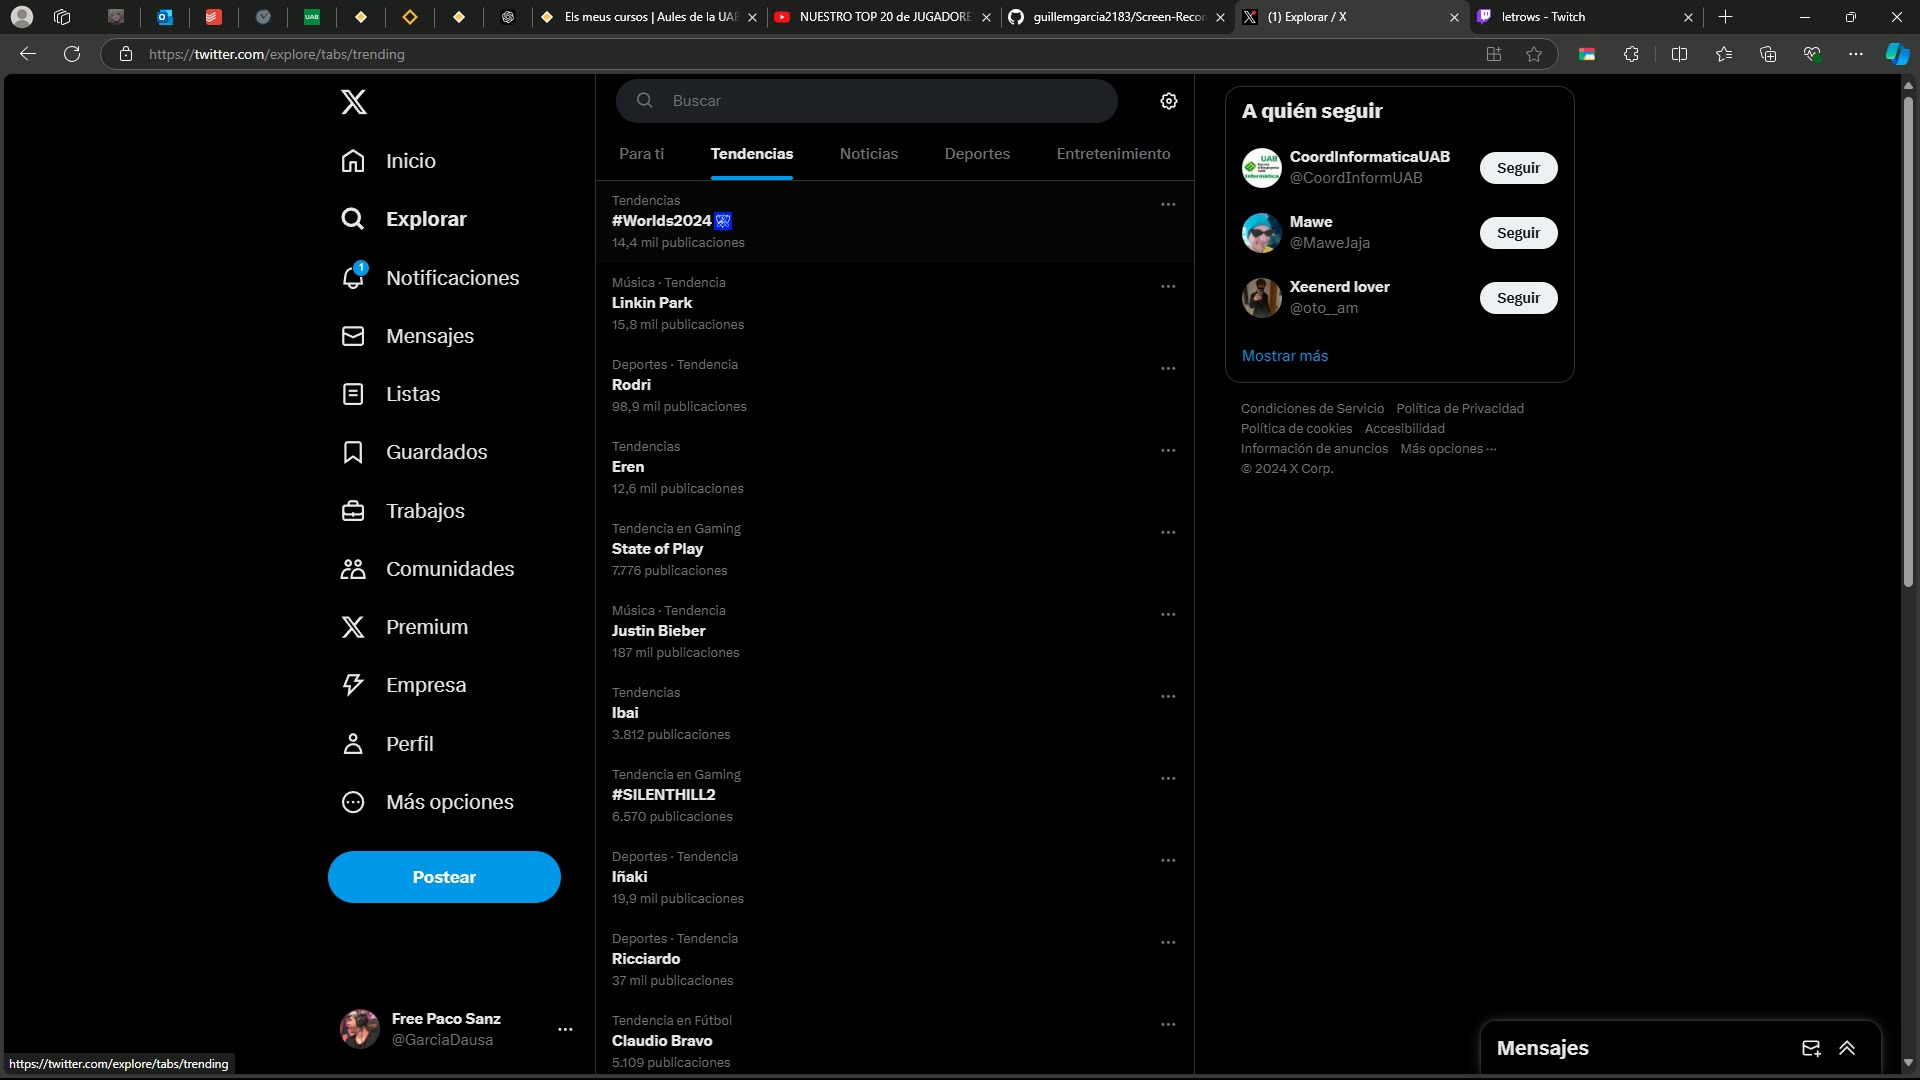 Els meus cursos | Aules de la UAB
NUESTRO TOP 20 de JUGADORE
guillemgarcia2183/Screen-Recor
(1) Explorar / X
letrows - Twitch
https://twitter.com/explore/tabs/trending
Inicio
Explorar
1
Notificaciones
Mensajes
Listas
Guardados
Trabajos
Comunidades
Premium
Empresa
Perfil
Más opciones
Postear
Free Paco Sanz
@GarciaDausa
https://twitter.com/explore/tabs/trending
Buscar
Para ti
Tendencias
Noticias
Deportes
Entretenimiento
Tendencias
#Worlds2024
14,4 mil publicaciones
Música · Tendencia
Linkin Park
15,8 mil publicaciones
Deportes · Tendencia
Rodri
98,9 mil publicaciones
Tendencias
Eren
12,6 mil publicaciones
Tendencia en Gaming
State of Play
7.776 publicaciones
Música · Tendencia
Justin Bieber
187 mil publicaciones
Tendencias
Ibai
3.812 publicaciones
Tendencia en Gaming
#SILENTHILL2
6.570 publicaciones
Deportes · Tendencia
Iñaki
19,9 mil publicaciones
Deportes · Tendencia
Ricciardo
37 mil publicaciones
Tendencia en Fútbol
Claudio Bravo
5.109 publicaciones
A quién seguir
UAB
Informàtica
CoordInformaticaUAB
@CoordInformUAB
Seguir
Mawe
@MaweJaja
Seguir
Xeenerd lover
@oto__am
Seguir
Mostrar más
Condiciones de Servicio Política de Privacidad
Política de cookies Accesibilidad
Información de anuncios Más opciones ···
© 2024 X Corp.
Mensajes